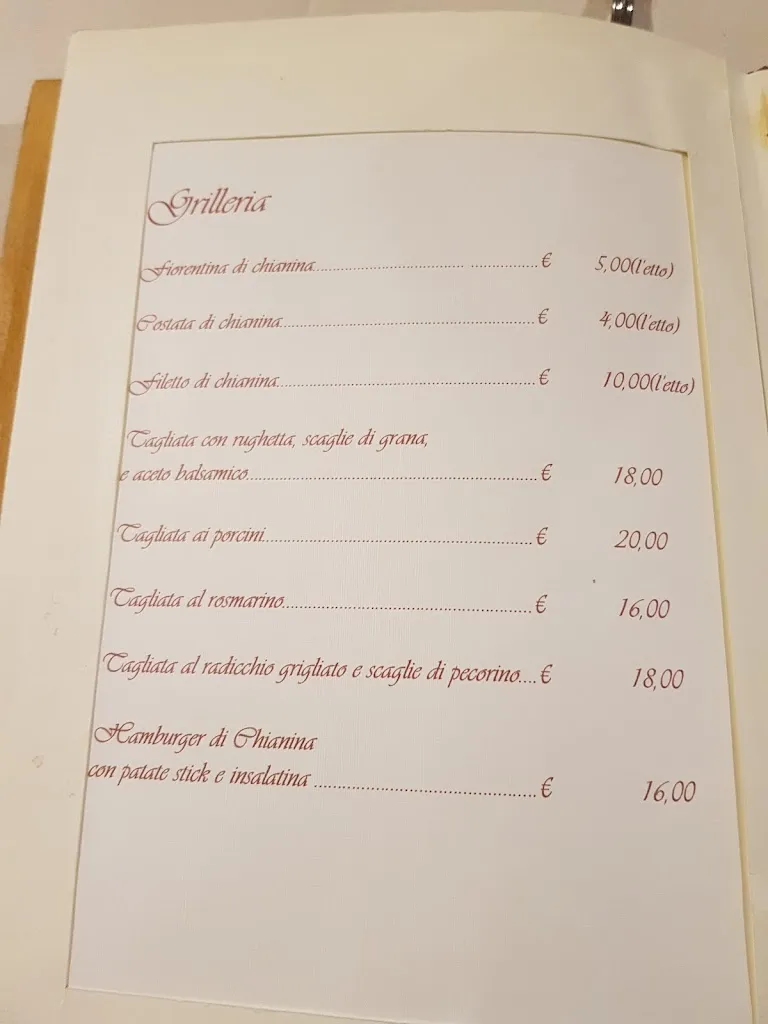 Grilleria
Fiorentina di chianina............................... ..............€ 5,00(l'etto)
Costata di chianina....................................................€ 4,00(l'etto)
Filetto di chianina.....................................................€ 10,00(l'etto)
Tagliata con rughetta, scaglie di grana,
e aceto balsamico............................................................€ 18,00
Tagliata ai porcini........................................................€ 20,00
Tagliata al rosmarino....................................................€ 16,00
Tagliata al radicchio grigliato e scaglie di pecorino....€ 18,00
Hamburger di Chianina
con patate stick e insalatina ..............................................€ 16,00